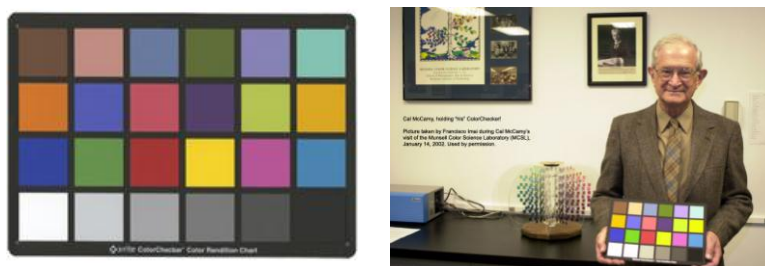 x-rite ColorChecker Color Rendition Chart
Cal McCamy, holding "his" ColorChecker!
Picture taken by Francisco Imai during Cal McCamy's
visit of the Munsell Color Science Laboratory (MCSL),
January 14, 2002. Used by permission.